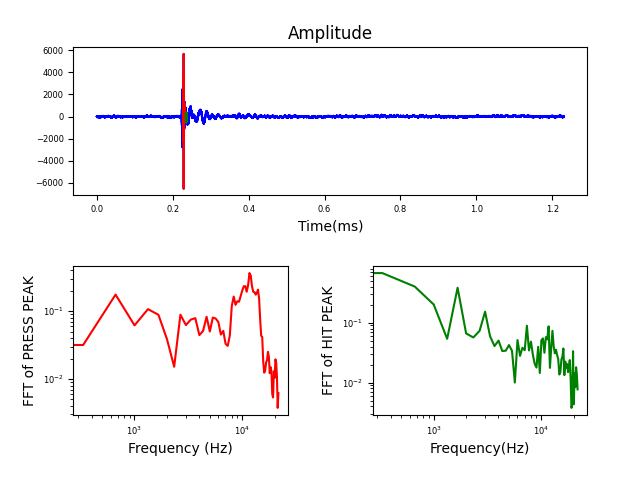 Amplitude
6000
4000
2000
0
−2000
−4000
−6000
0.0 0.2 0.4 0.6 0.8 1.0 1.2
Time(ms)
FFT of PRESS PEAK
10⁻¹
10⁻²
10³ 10⁴
Frequency (Hz)
FFT of HIT PEAK
10⁻¹
10⁻²
10³ 10⁴
Frequency(Hz)